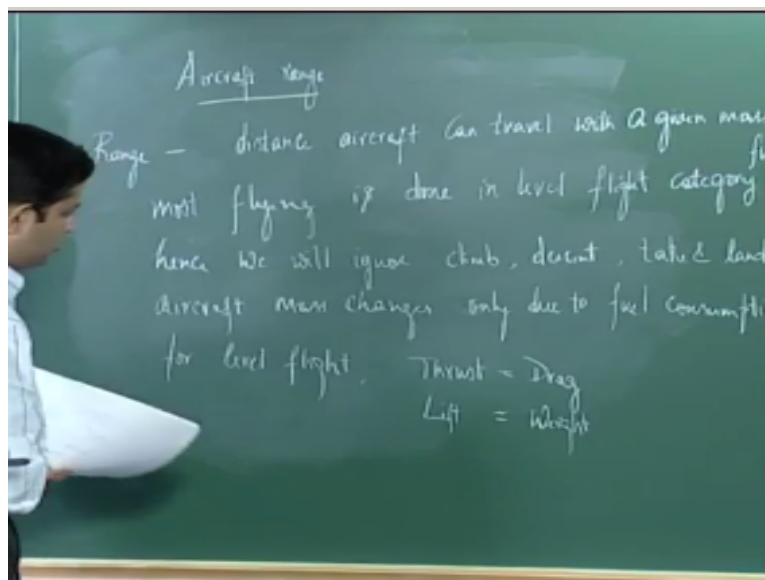 Aircraft range
Range - distance aircraft can travel with a given mass
fu
most flying is done in level flight category
hence we will ignore climb, descent, take & land
aircraft mass changes only due to fuel consumpti
for level flight, Thrust = Drag
Lift = Weight